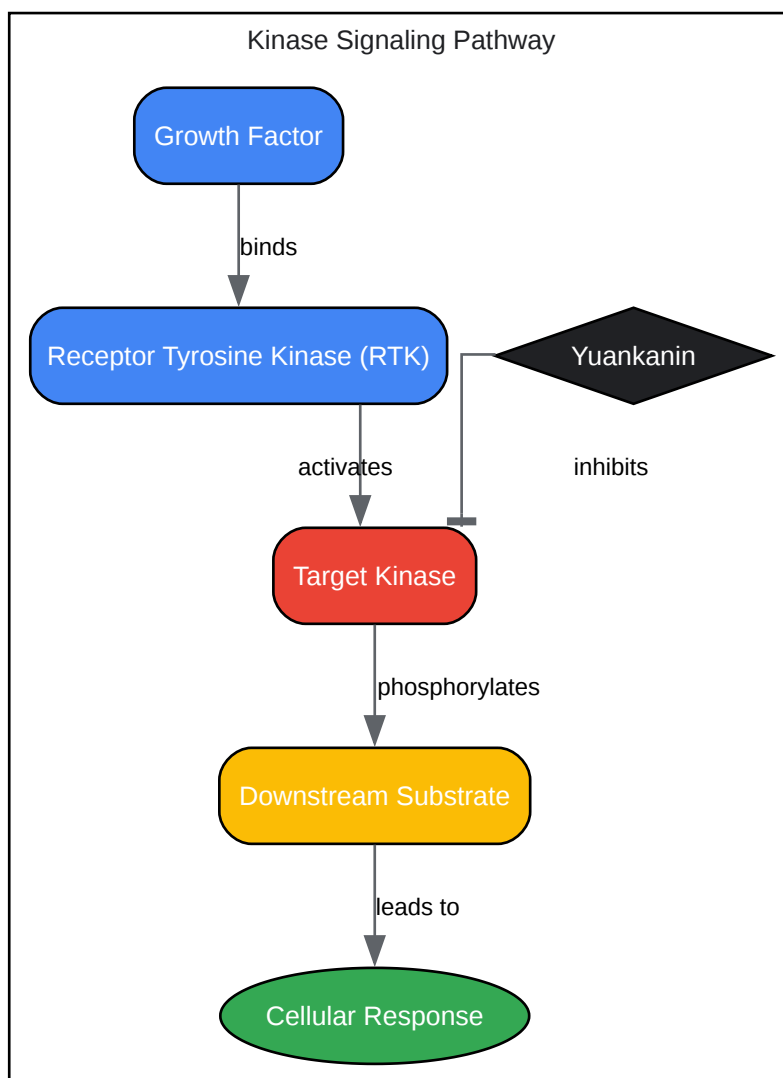 Kinase Signaling Pathway
Growth Factor
binds
Receptor Tyrosine Kinase (RTK)
Yuankanin
activates
inhibits
Target Kinase
phosphorylates
Downstream Substrate
leads to
Cellular Response